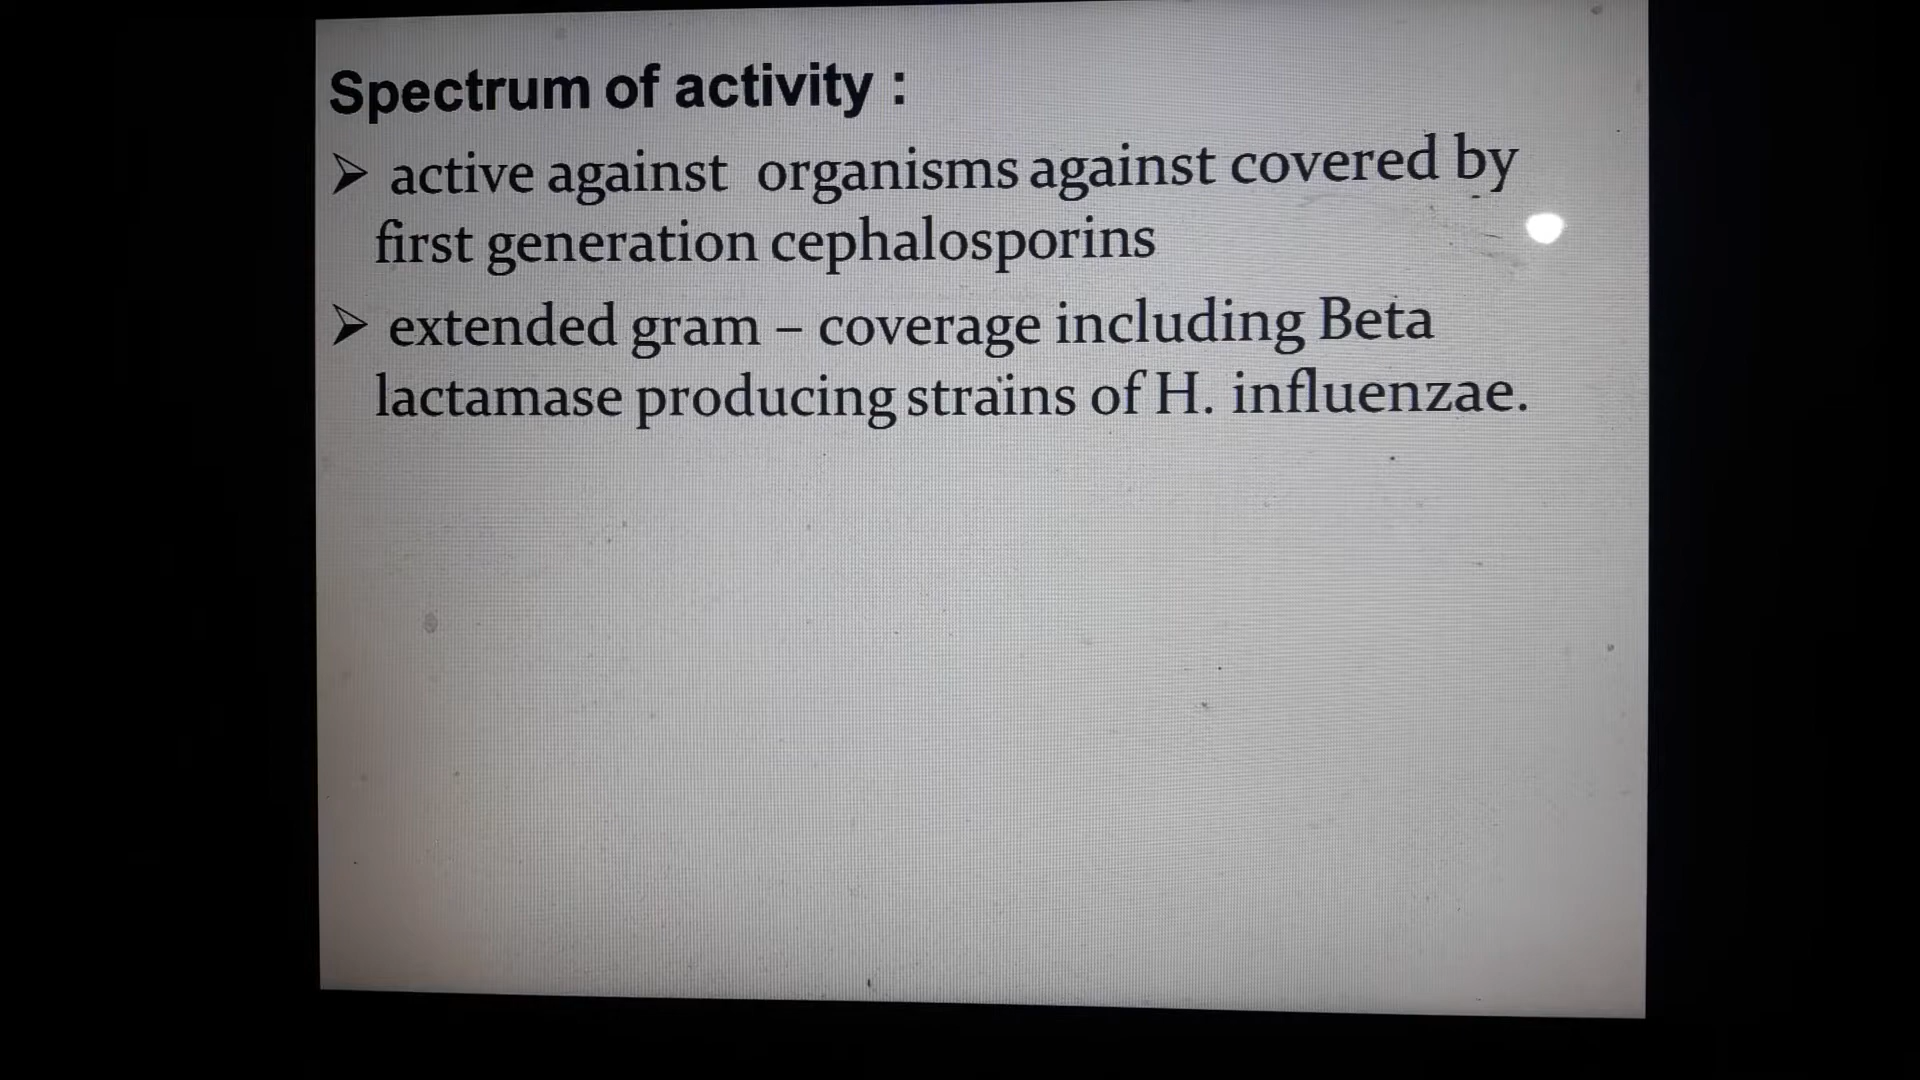 Spectrum of activity :
➢ active against organisms against covered by
first generation cephalosporins
➢ extended gram – coverage including Beta
lactamase producing strains of H. influenzae.